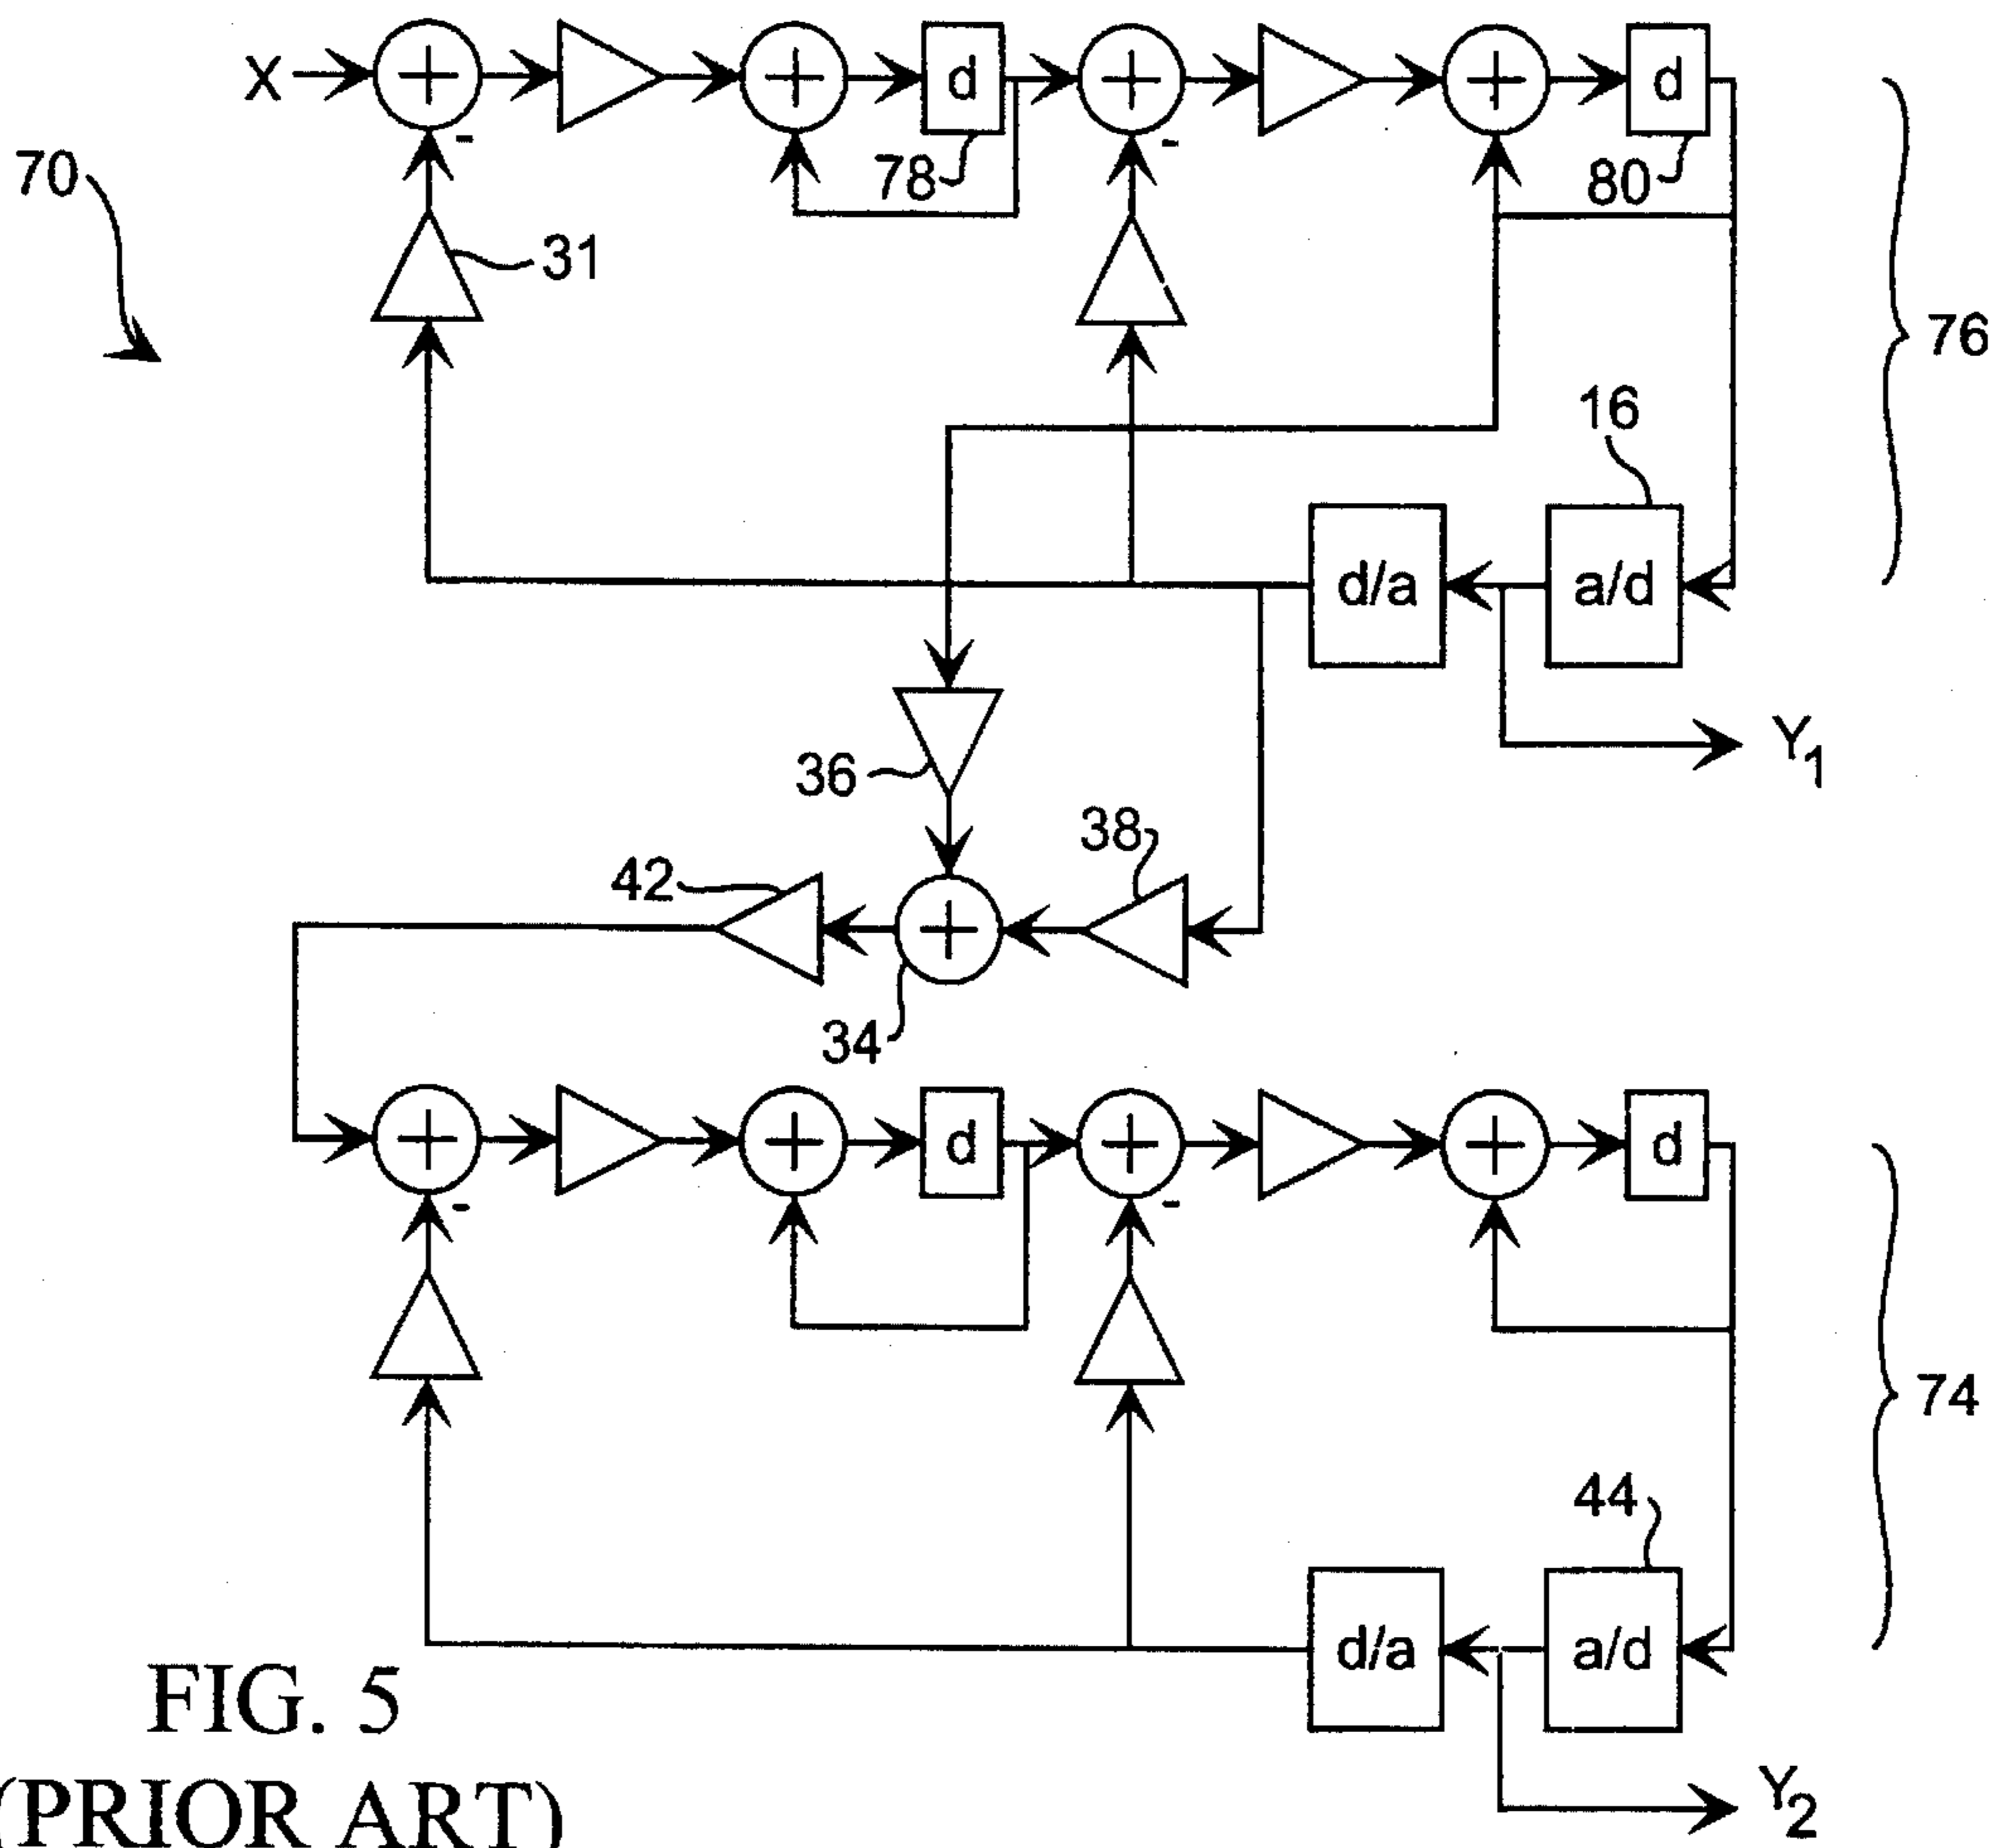 X
-
d
78
-
d
80
70
31
76
16
d/a
a/d
Y1
36
38
42
34
-
d
-
d
74
44
d/a
a/d
Y2
FIG. 5
(PRIOR ART)